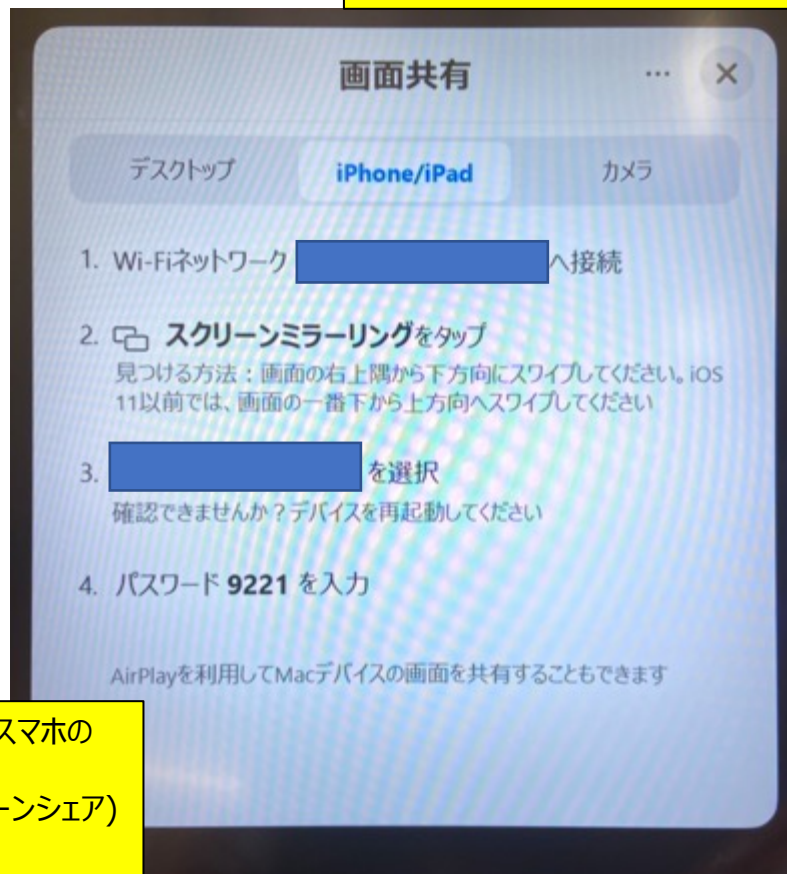 画面共有
デスクトップ
iPhone/iPad
カメラ
1. Wi-Fiネットワーク へ接続
2. スクリーンミラーリングをタップ
見つける方法：画面の右上隅から下方向にスワイプしてください。iOS
11以前では、画面の一番下から上方向へスワイプしてください
3. を選択
確認できませんか？デバイスを再起動してください
4. パスワード 9221 を入力
AirPlayを利用してMacデバイスの画面を共有することもできます
スマホの
ーンシェア)